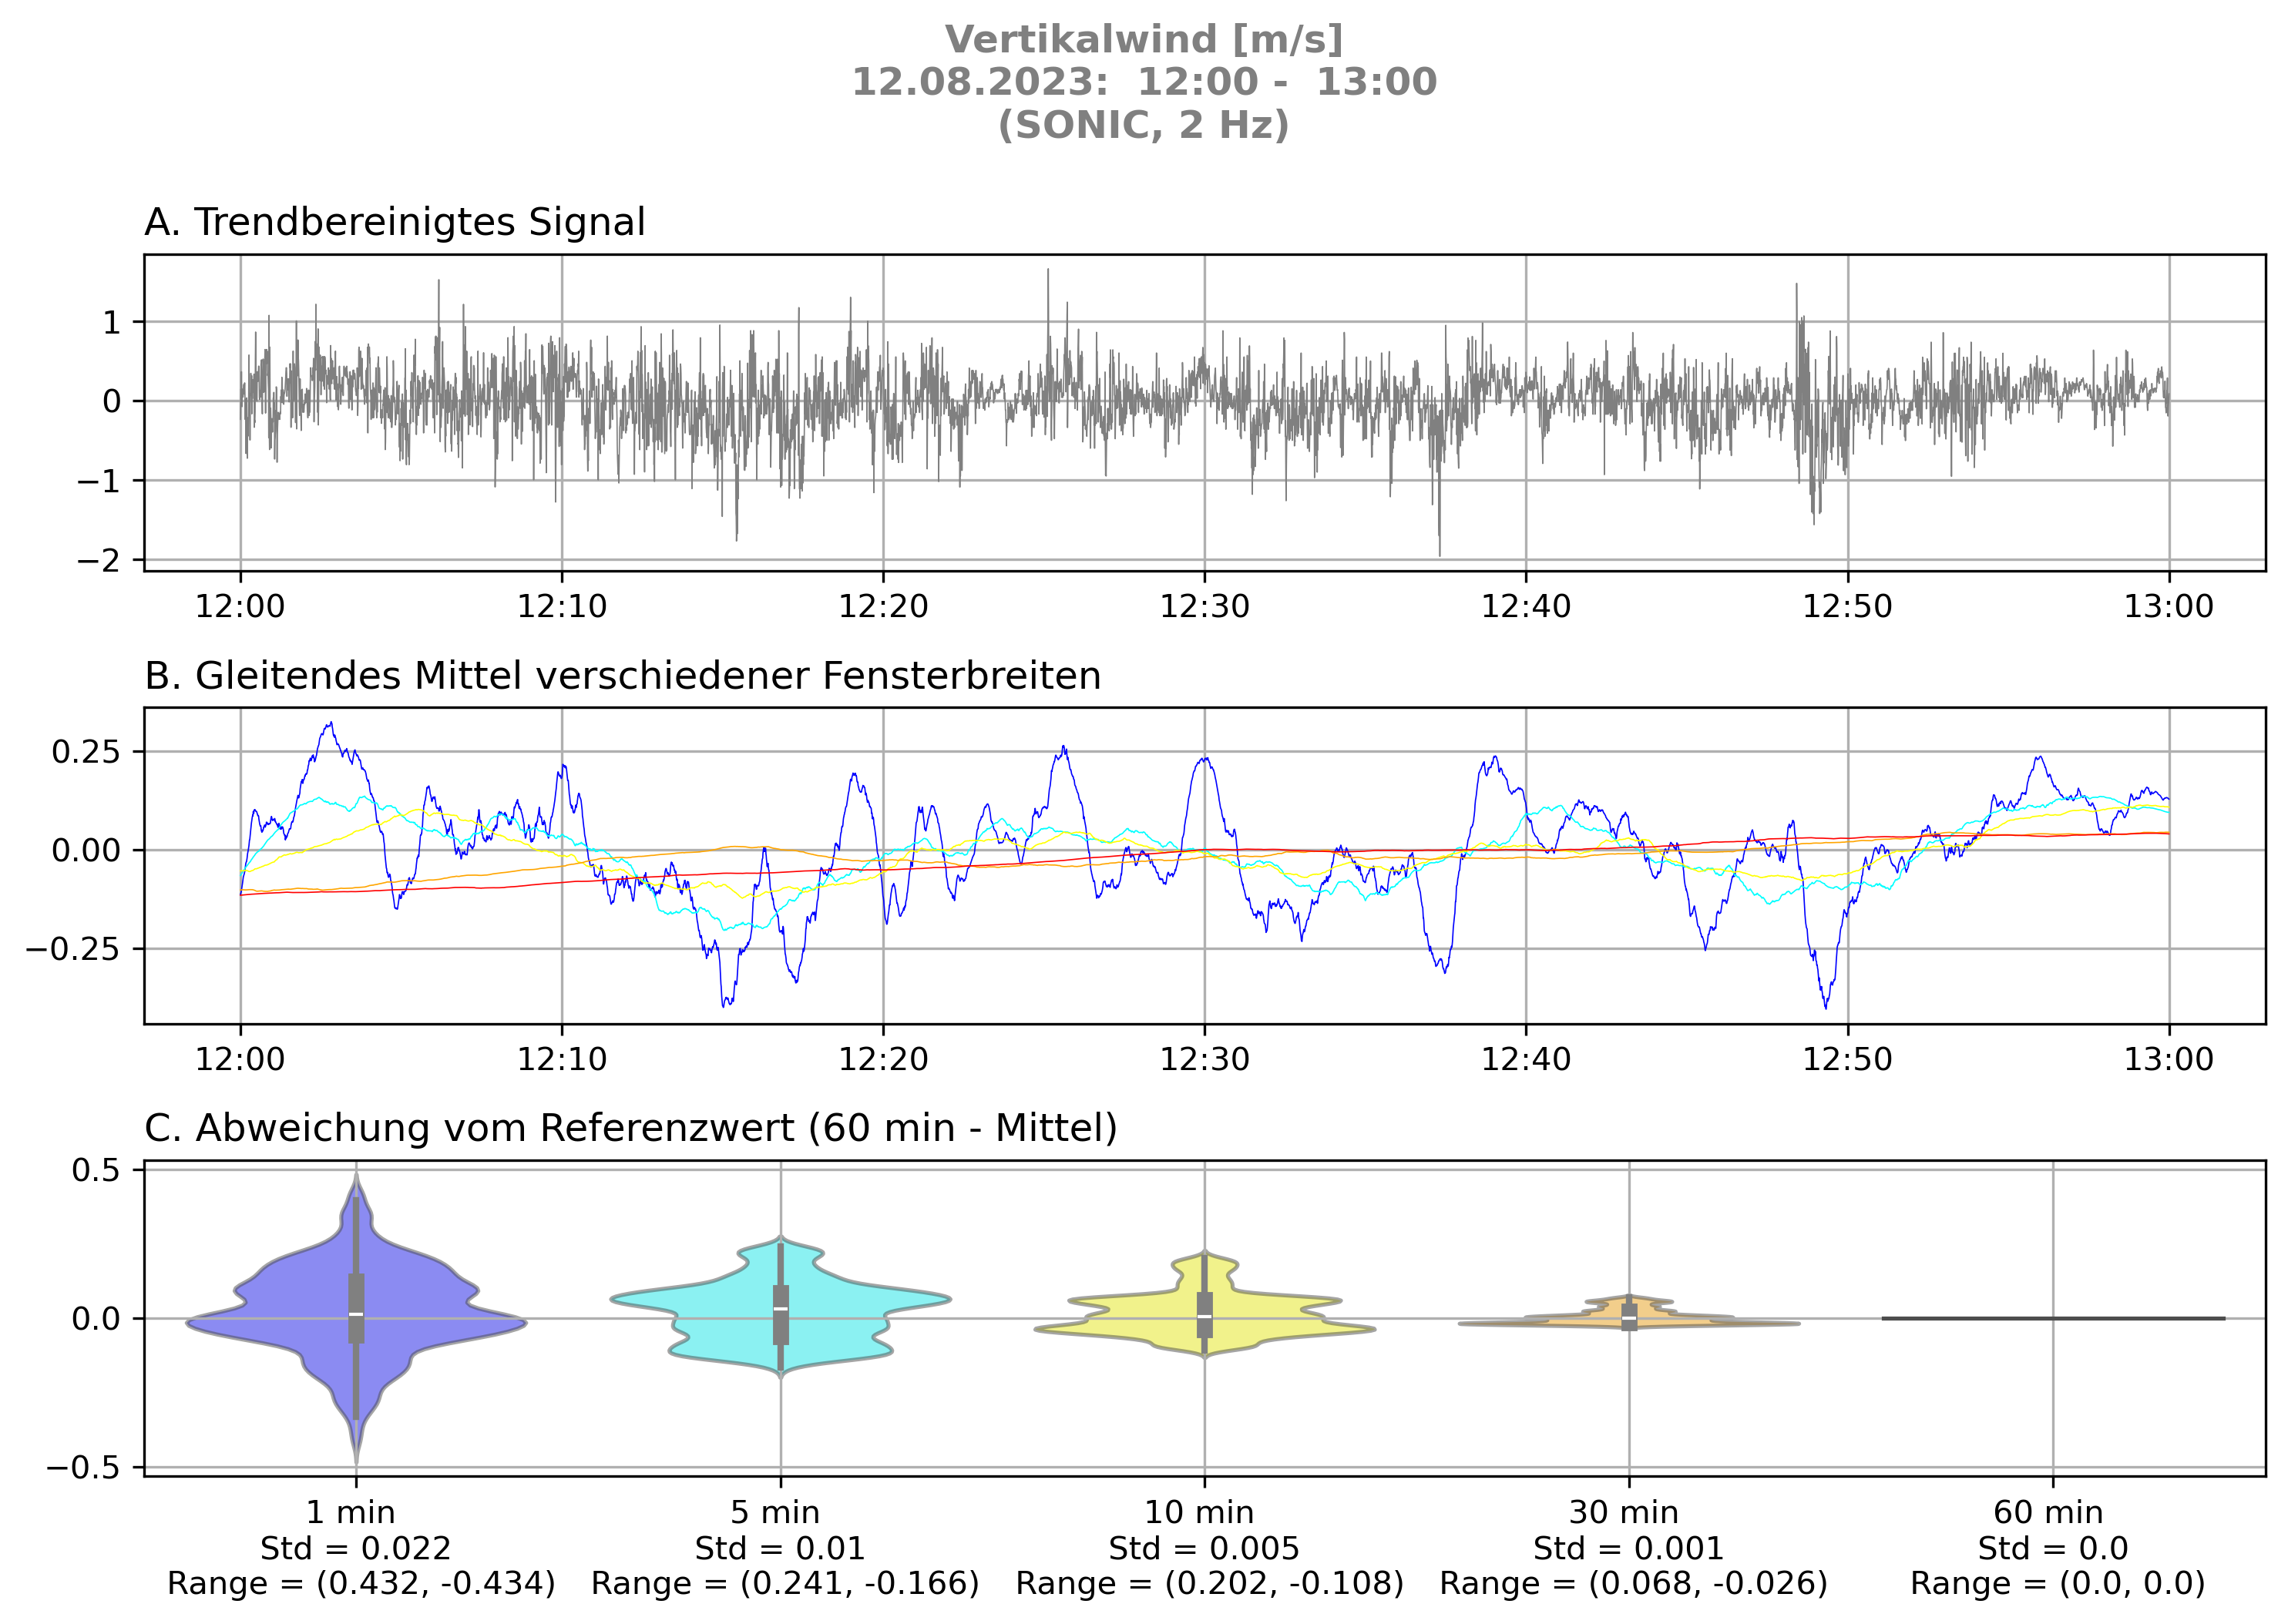 Vertikalwind [m/s]
12.08.2023:  12:00 -  13:00
(SONIC, 2 Hz)
A. Trendbereinigtes Signal
1
0
−1
−2
12:00 12:10 12:20 12:30 12:40 12:50 13:00
B. Gleitendes Mittel verschiedener Fensterbreiten
0.25
0.00
−0.25
12:00 12:10 12:20 12:30 12:40 12:50 13:00
C. Abweichung vom Referenzwert (60 min - Mittel)
0.5
0.0
−0.5
1 min 5 min 10 min 30 min 60 min
Std = 0.022 Std = 0.01 Std = 0.005 Std = 0.001 Std = 0.0
Range = (0.432, -0.434) Range = (0.241, -0.166) Range = (0.202, -0.108) Range = (0.068, -0.026) Range = (0.0, 0.0)